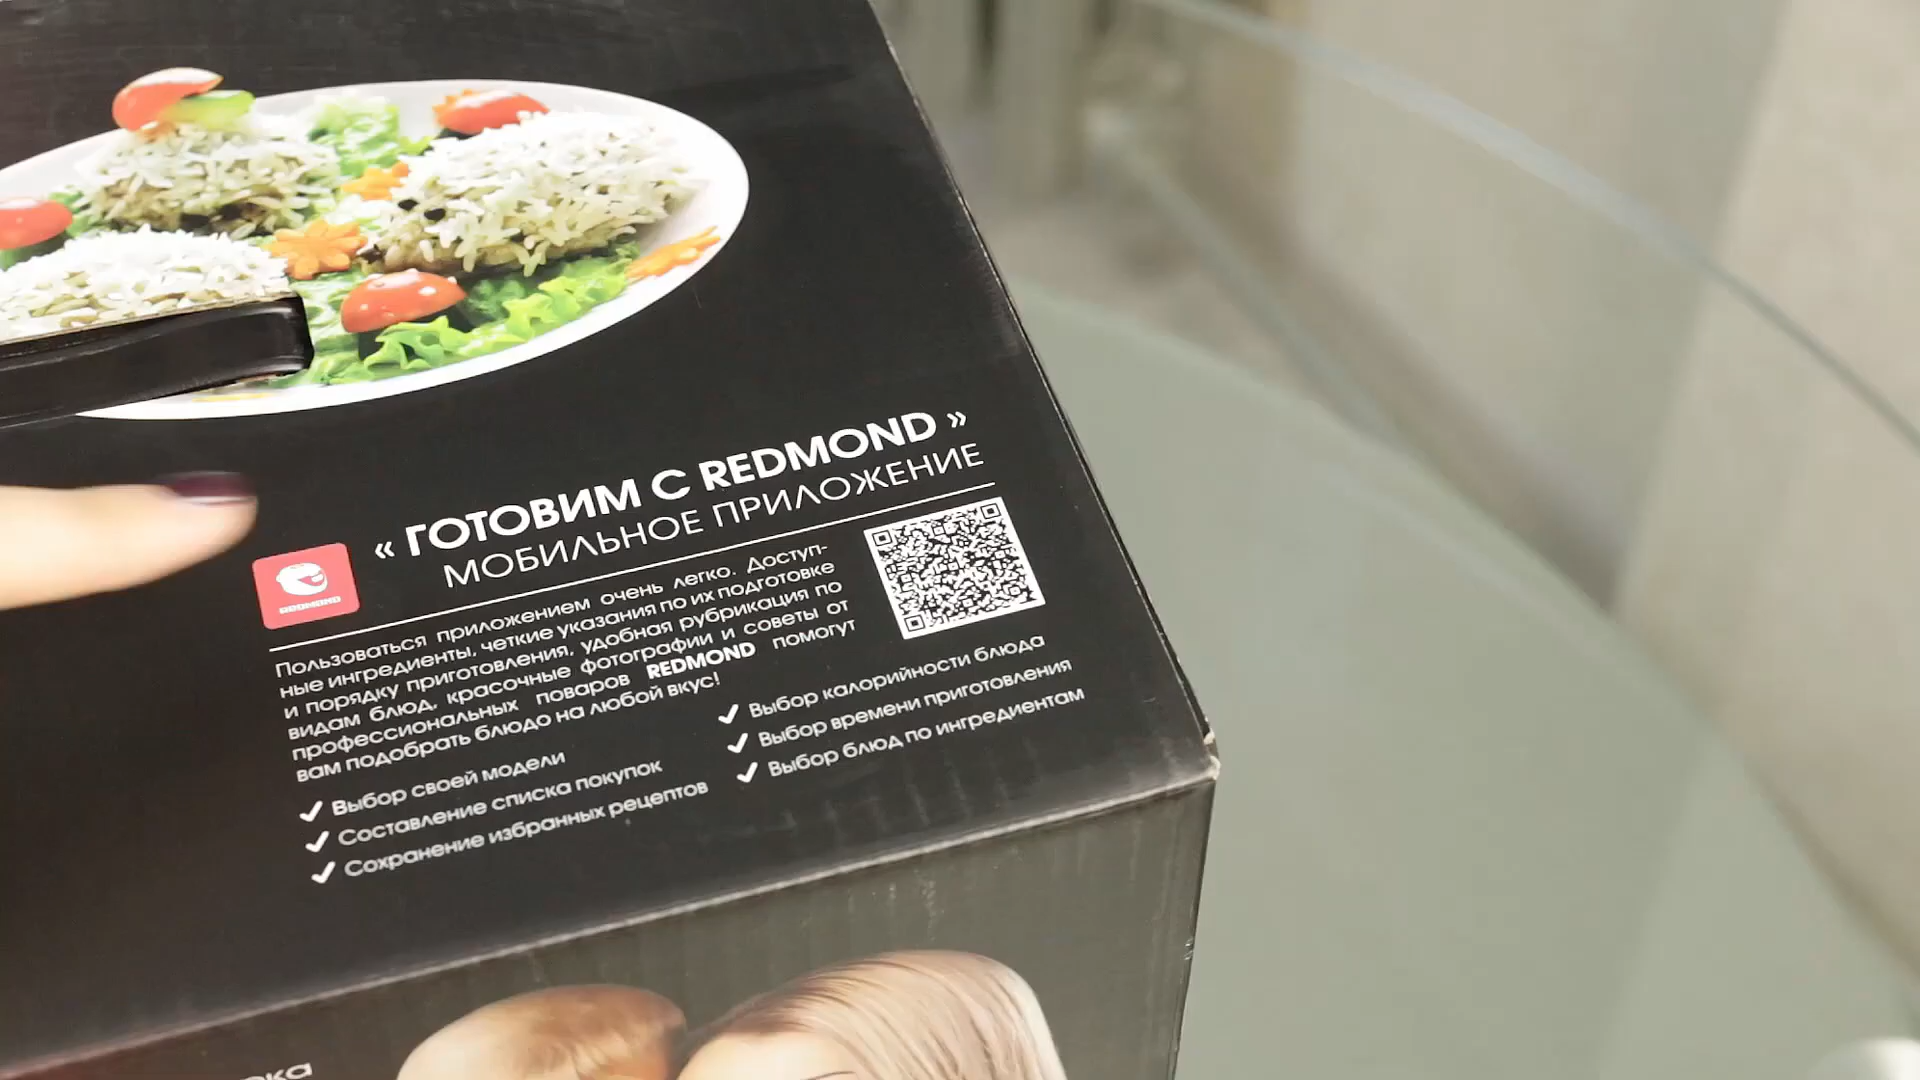 « ГОТОВИМ С REDMOND »
МОБИЛЬНОЕ ПРИЛОЖЕНИЕ
REDMOND
Пользоваться приложением очень легко. Доступ-
ные ингредиенты, четкие указания по их подготовке
и порядку приготовления, удобная рубрикация по
видам блюд, красочные фотографии и советы от
профессиональных поваров REDMOND помогут
вам подобрать блюдо на любой вкус!
Выбор своей модели
Составление списка покупок
Сохранение избранных рецептов
Выбор калорийности блюда
Выбор времени приготовления
Выбор блюд по ингредиентам